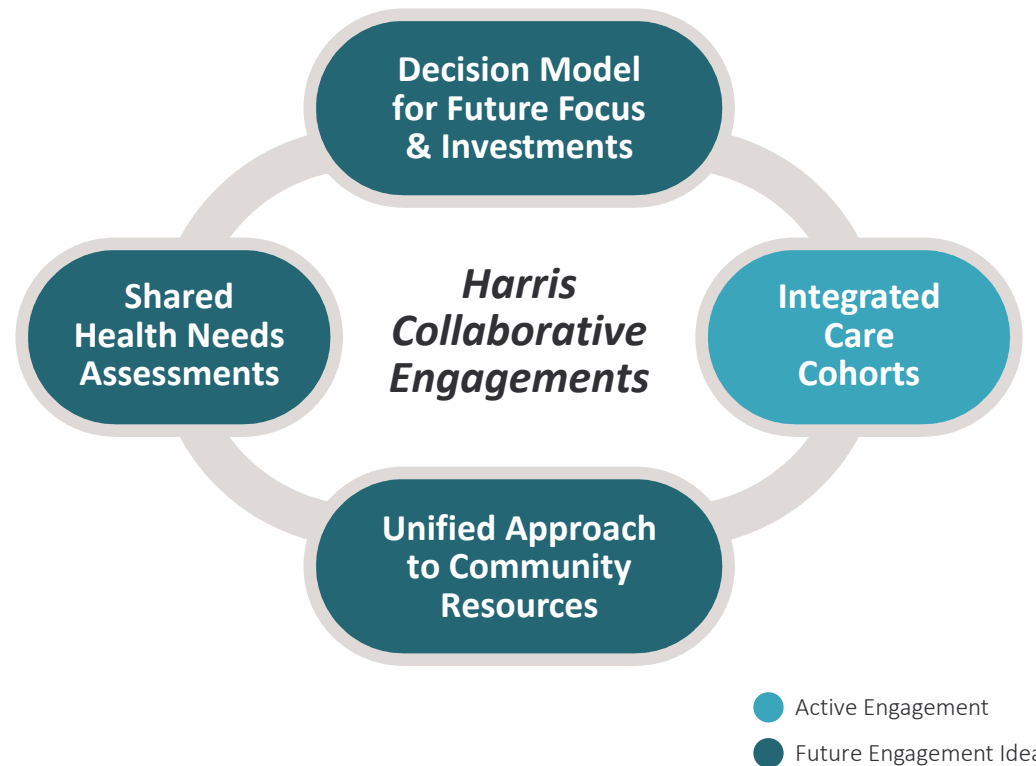 Decision Model
for Future Focus
& Investments
Shared
Health Needs
Assessments
Harris
Collaborative
Engagements
Integrated
Care
Cohorts
Unified Approach
to Community
Resources
Active Engagement
Future Engagement Idea